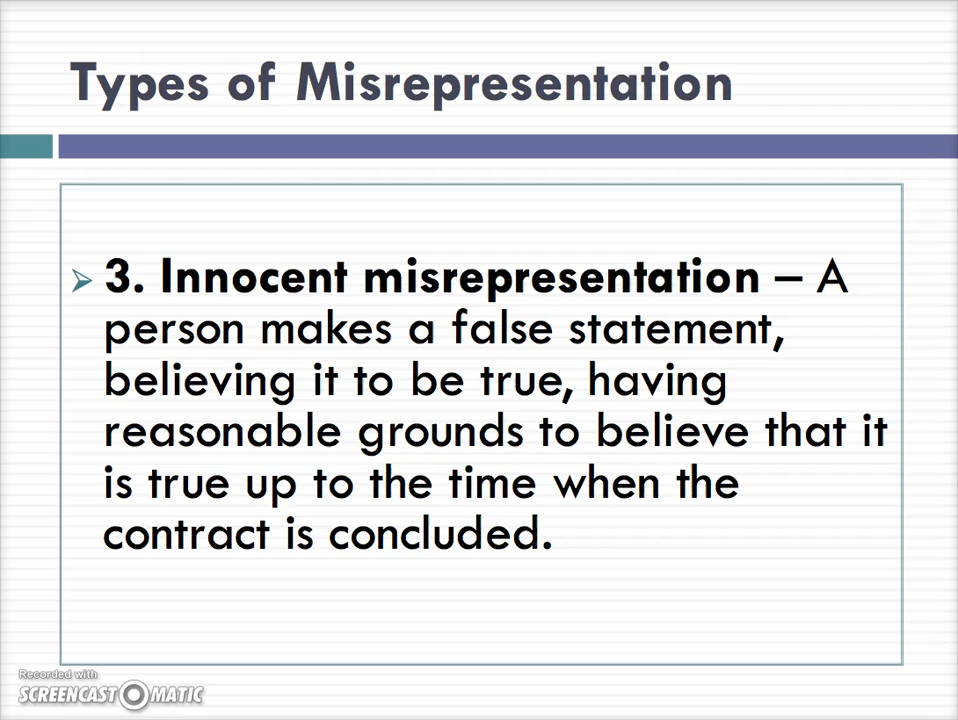 Types of Misrepresentation
3. Innocent misrepresentation – A
person makes a false statement,
believing it to be true, having
reasonable grounds to believe that it
is true up to the time when the
contract is concluded.
Recorded with
SCREENCAST-O-MATIC